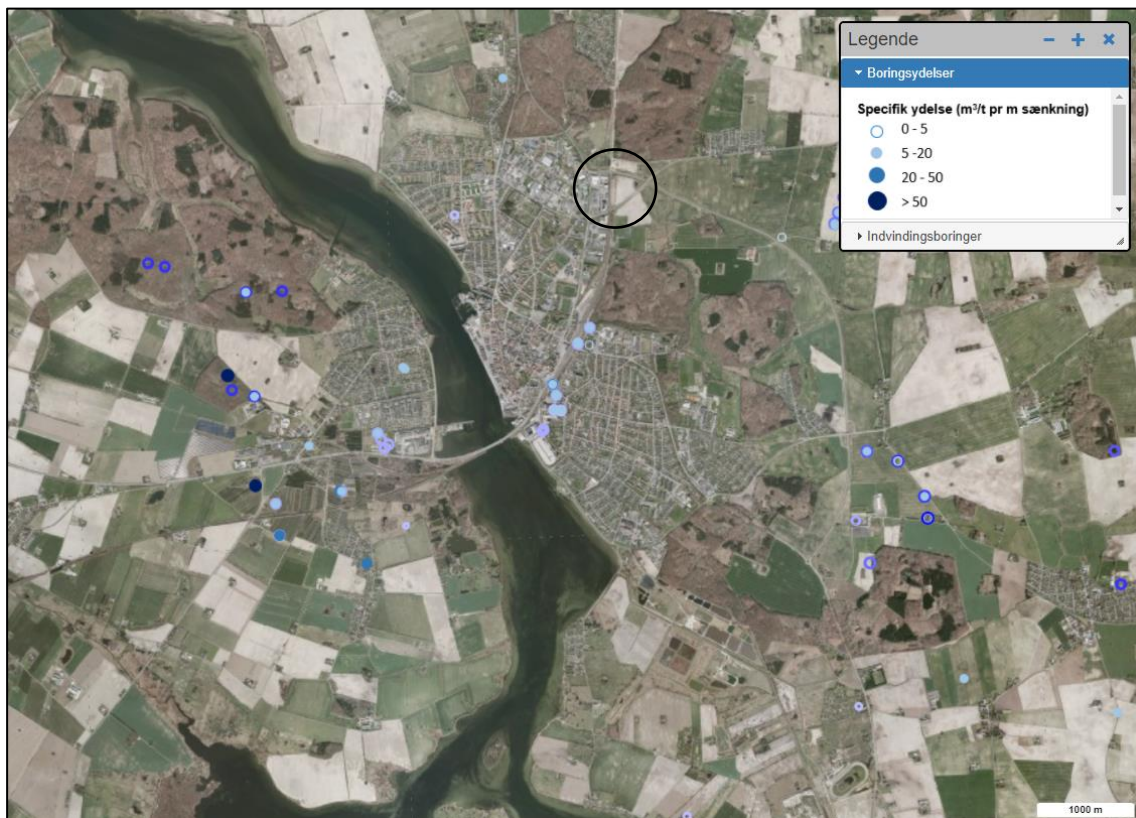 Legende
Boringsydelser
Specifik ydelse (m³/t pr m sænkning)
0 - 5
5 -20
20 - 50
> 50
Indvindingsboringer
1000 m